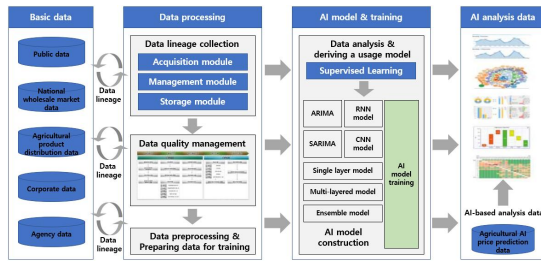 Basic data
Public data
National
wholesale market
data
Agricultural
product
distribution data
Corporate data
Agency data
Data
lineage
Data
lineage
Data
lineage
Data processing
Data lineage collection
Acquisition module
Management module
Storage module
Data quality management
Data preprocessing &
Preparing data for training
AI model & training
Data analysis &
deriving a usage model
Supervised Learning
ARIMA
RNN
model
SARIMA
CNN
model
Single layer model
Multi-layered model
Ensemble model
AI model
construction
AI
model
training
AI analysis data
AI-based analysis data
Agricultural AI
price prediction
data